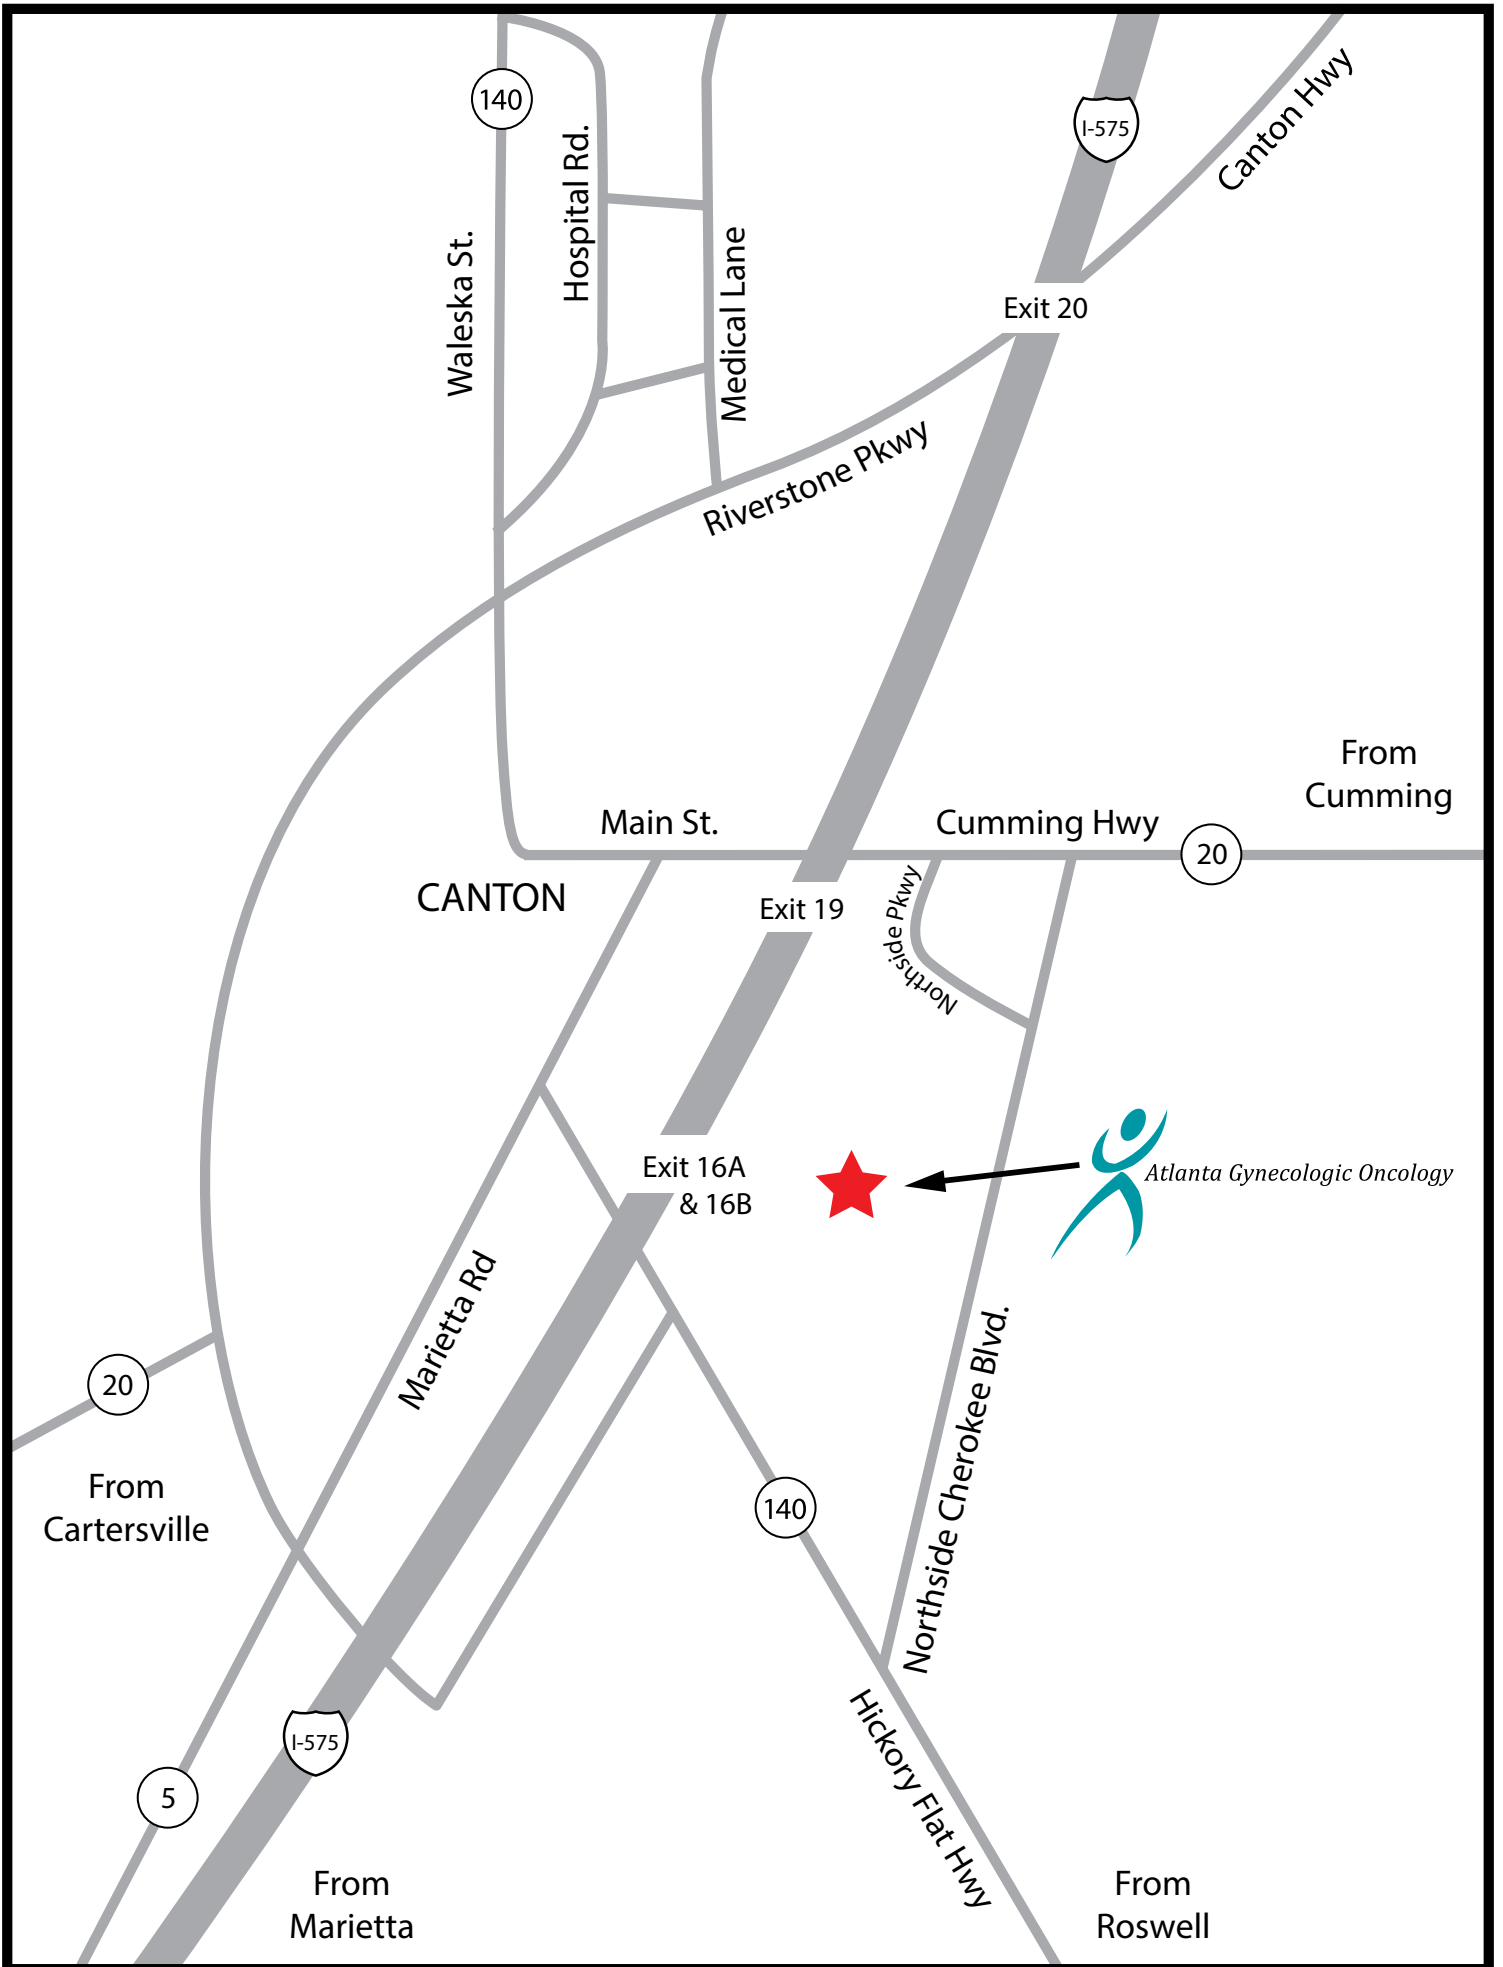 140
I-575
Canton Hwy
Hospital Rd.
Waleska St.
Medical Lane
Exit 20
Riverstone Pkwy
From
Cumming
Main St.
Cumming Hwy
20
CANTON
Exit 19
Northside Pkwy
Exit 16A
& 16B
Atlanta Gynecologic Oncology
Marietta Rd
20
From
Cartersville
Northside Cherokee Blvd.
140
I-575
5
Hickory Flat Hwy
From
Marietta
From
Roswell